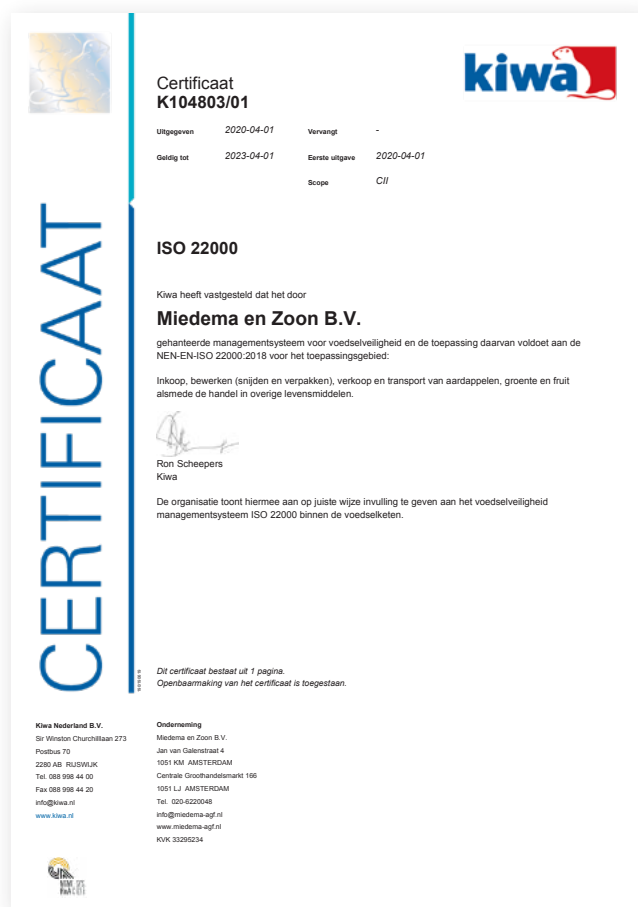 kiwa
Certificaat
K104803/01
Uitgegeven 2020-04-01 Vervangt -
Geldig tot 2023-04-01 Eerste uitgave 2020-04-01
Scope CII
CERTIFICAAT
ISO 22000
Kiwa heeft vastgesteld dat het door
Miedema en Zoon B.V.
gehanteerde managementsysteem voor voedselveiligheid en de toepassing daarvan voldoet aan de
NEN-EN-ISO 22000:2018 voor het toepassingsgebied:
Inkoop, bewerken (snijden en verpakken), verkoop en transport van aardappelen, groente en fruit
alsmede de handel in overige levensmiddelen.
Ron Scheepers
Kiwa
De organisatie toont hiermee aan op juiste wijze invulling te geven aan het voedselveiligheid
managementsysteem ISO 22000 binnen de voedselketen.
Dit certificaat bestaat uit 1 pagina.
Openbaarmaking van het certificaat is toegestaan.
Kiwa Nederland B.V.
Sir Winston Churchilllaan 273
Postbus 70
2280 AB RIJSWIJK
Tel. 088 998 44 00
Fax 088 998 44 20
info@kiwa.nl
www.kiwa.nl
Onderneming
Miedema en Zoon B.V.
Jan van Galenstraat 4
1051 KM AMSTERDAM
Centrale Groothandelsmarkt 166
1051 LJ AMSTERDAM
Tel. 020-6220048
info@miedema-agf.nl
www.miedema-agf.nl
KVK 33295234